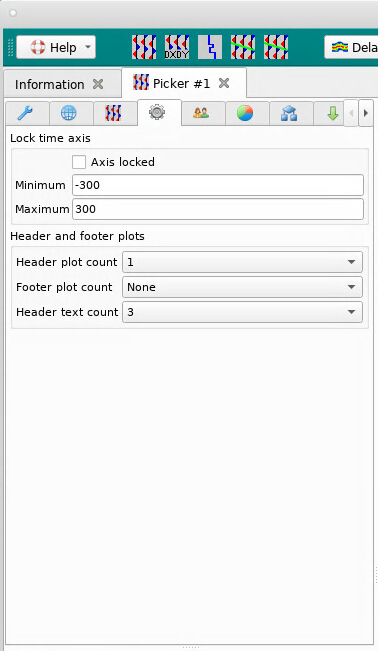 Help
DXDY
Dela
Information
Picker #1
Lock time axis
Axis locked
Minimum -300
Maximum 300
Header and footer plots
Header plot count 1
Footer plot count None
Header text count 3